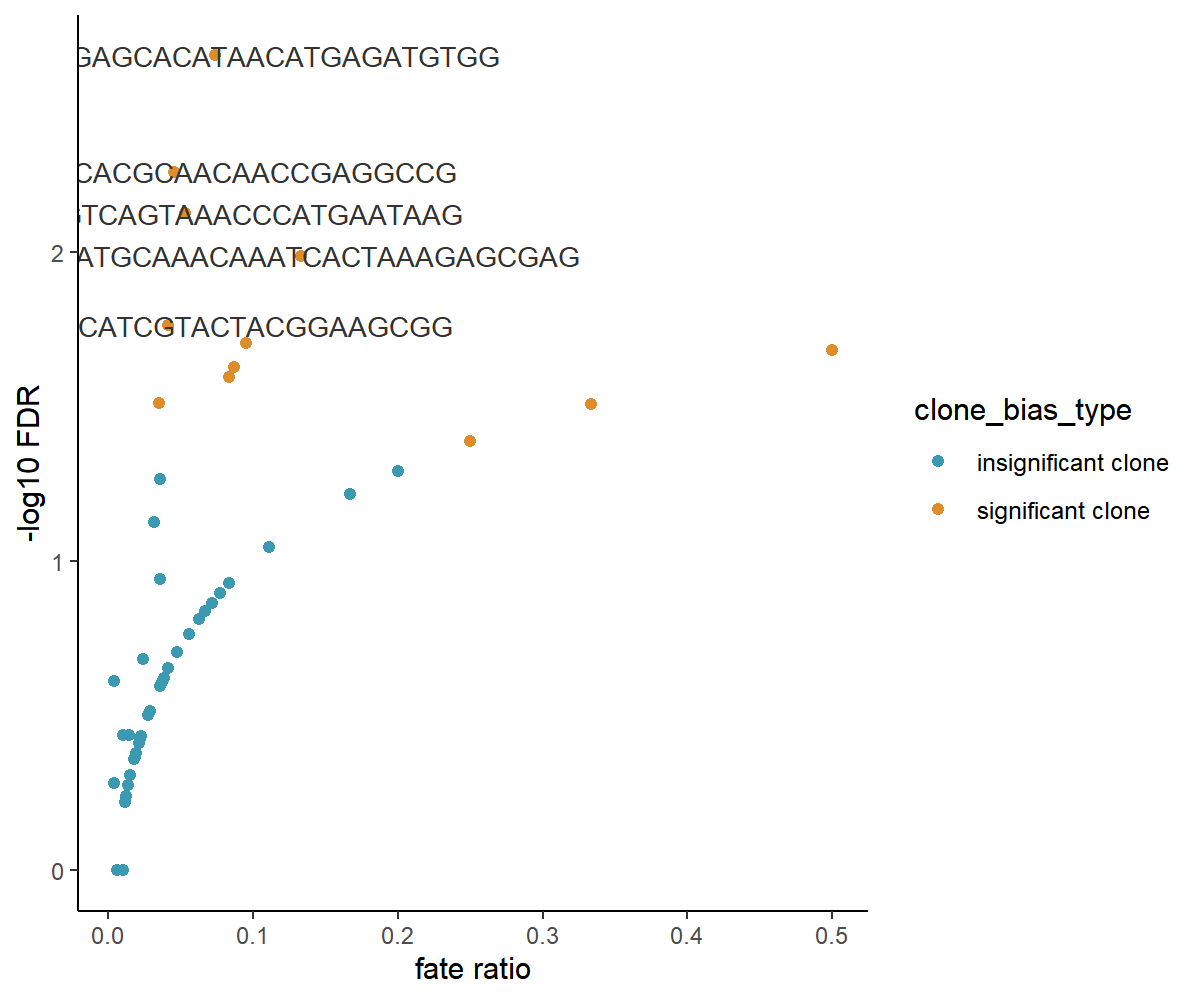 GAGCACATAACATGAGATGTGG
CACGCAACAACCGAGGCCG
GTCAGTAAACCCATGAATAAG
ATGCAAACAAATCACTAAAGAGCGAG
CATCGTACTACGGAAGCGG
2
1
0
-log10 FDR
0.0 0.1 0.2 0.3 0.4 0.5
fate ratio
clone_bias_type
insignificant clone
significant clone